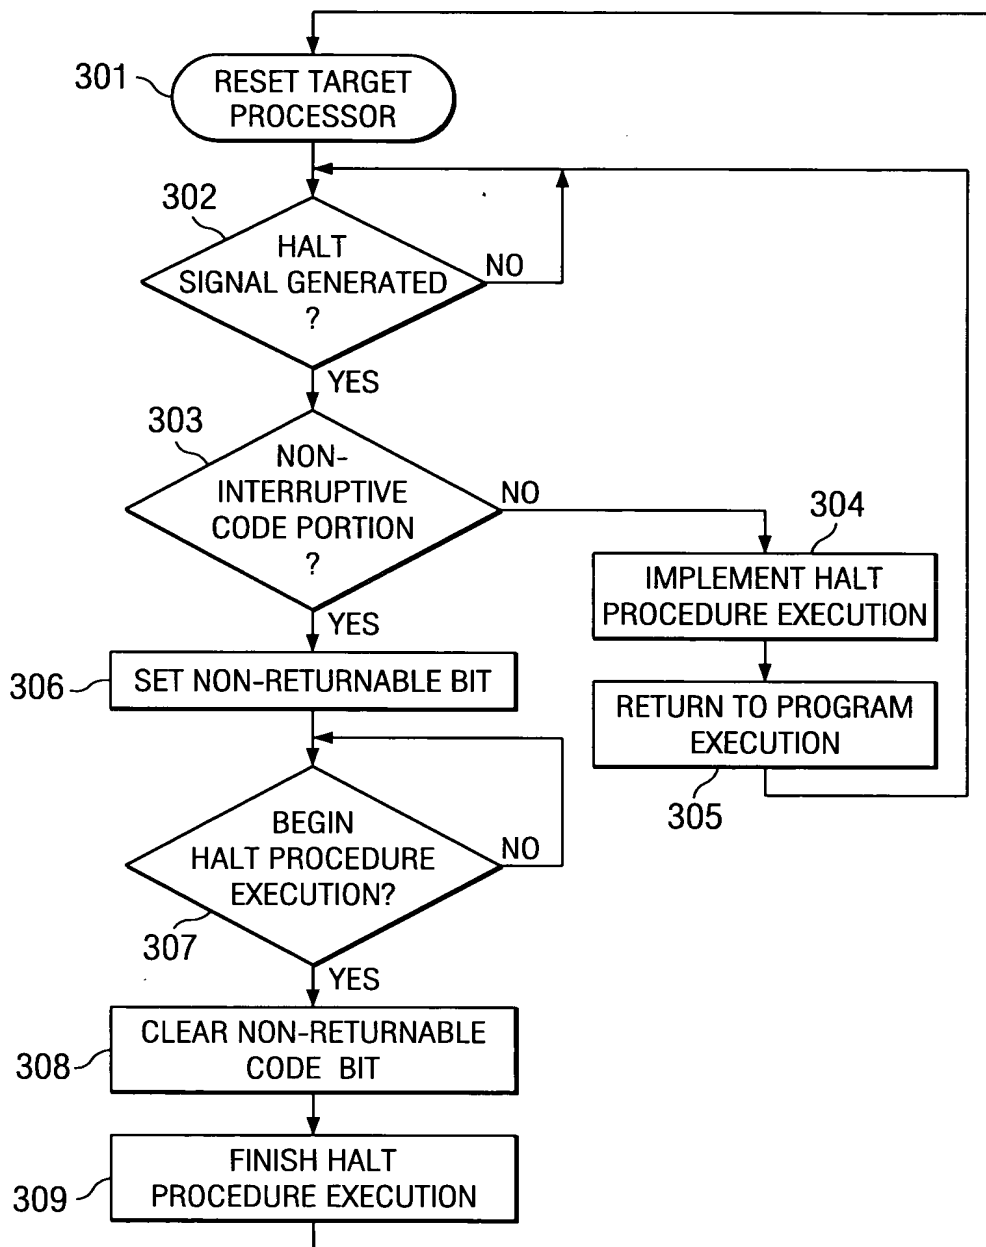 301
RESET TARGET
PROCESSOR
302
HALT
SIGNAL GENERATED
?
NO
YES
303
NON-
INTERRUPTIVE
CODE PORTION
?
NO
YES
304
IMPLEMENT HALT
PROCEDURE EXECUTION
RETURN TO PROGRAM
EXECUTION
305
306
SET NON-RETURNABLE BIT
BEGIN
HALT PROCEDURE
EXECUTION?
NO
307
YES
CLEAR NON-RETURNABLE
CODE BIT
308
FINISH HALT
PROCEDURE EXECUTION
309